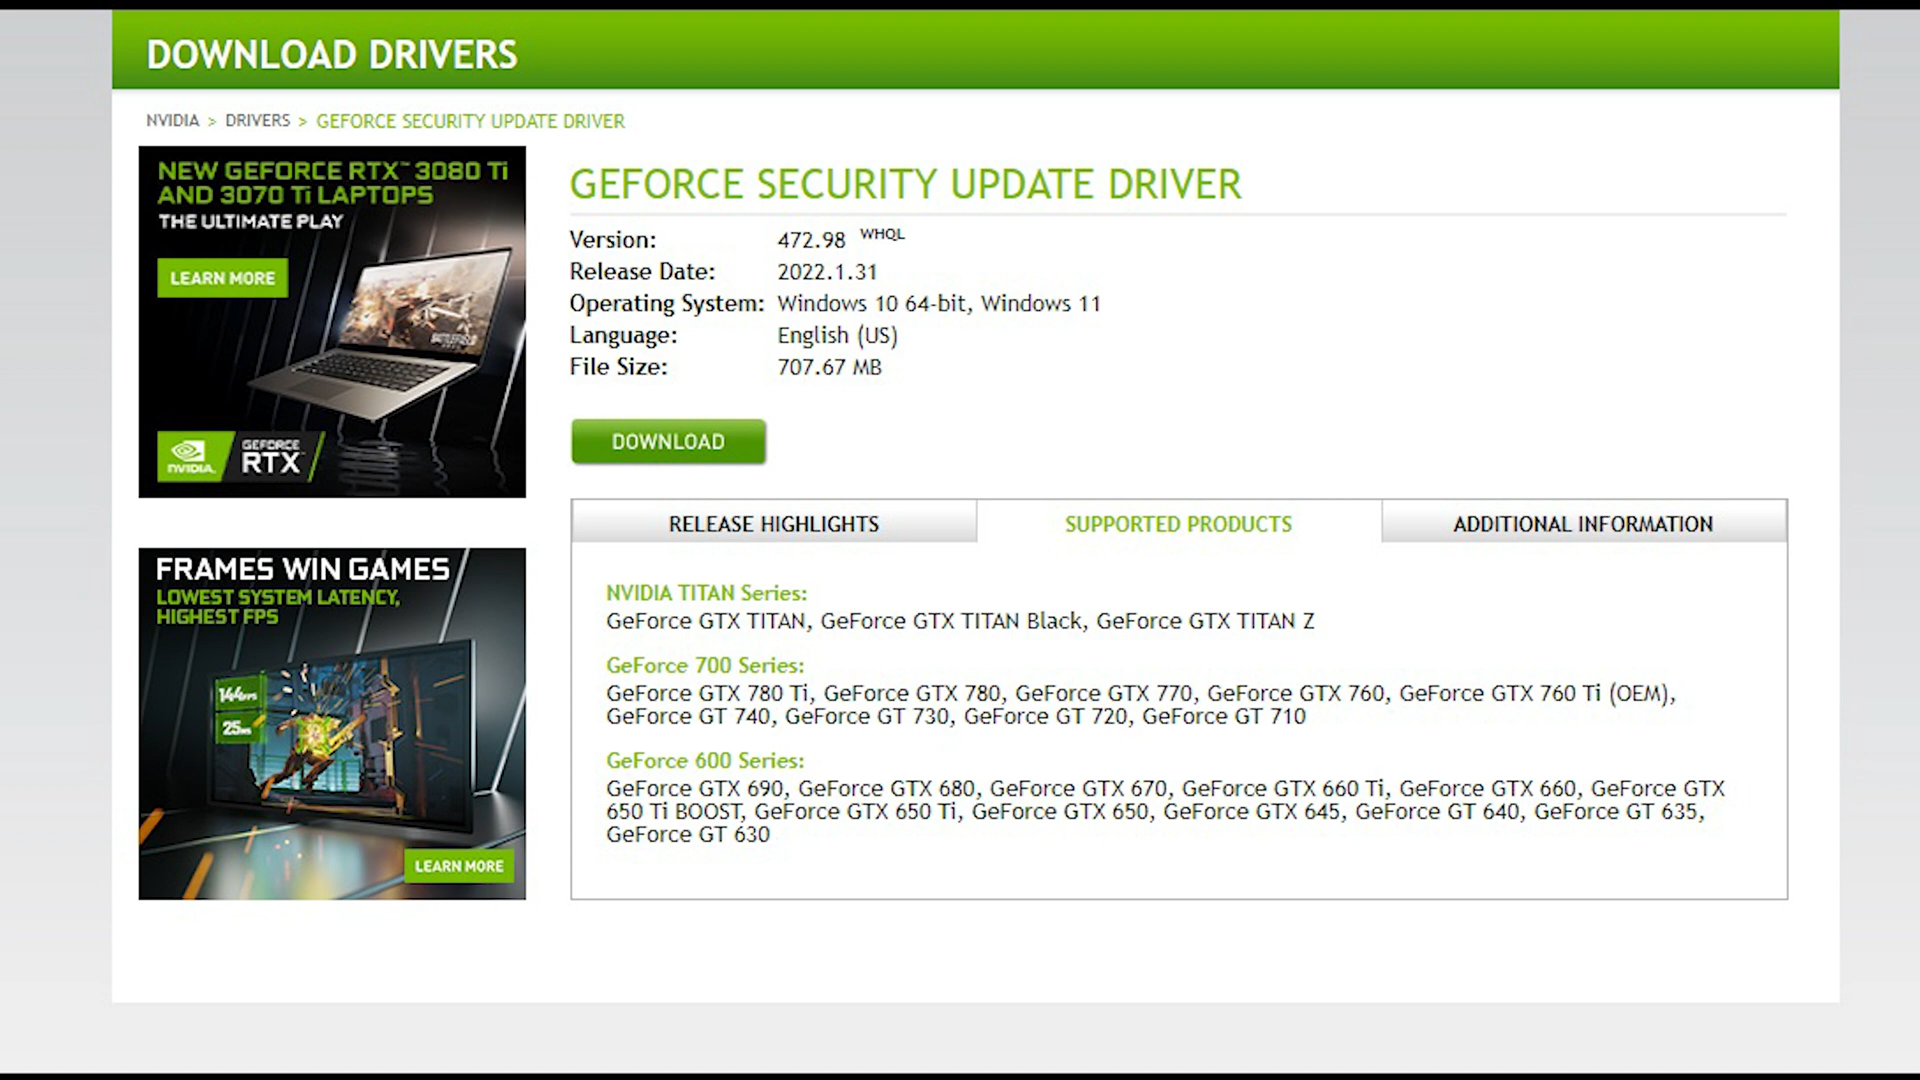 DOWNLOAD DRIVERS
NVIDIA > DRIVERS > GEFORCE SECURITY UPDATE DRIVER
NEW GEFORCE RTX™ 3080 Ti
AND 3070 Ti LAPTOPS
THE ULTIMATE PLAY
LEARN MORE
BATTLEFIELD
NVIDIA.
GEFORCE
RTX
FRAMES WIN GAMES
LOWEST SYSTEM LATENCY,
HIGHEST FPS
144FPS
25MS
LEARN MORE
GEFORCE SECURITY UPDATE DRIVER
Version: 472.98 WHQL
Release Date: 2022.1.31
Operating System: Windows 10 64-bit, Windows 11
Language: English (US)
File Size: 707.67 MB
DOWNLOAD
RELEASE HIGHLIGHTS SUPPORTED PRODUCTS ADDITIONAL INFORMATION
NVIDIA TITAN Series:
GeForce GTX TITAN, GeForce GTX TITAN Black, GeForce GTX TITAN Z
GeForce 700 Series:
GeForce GTX 780 Ti, GeForce GTX 780, GeForce GTX 770, GeForce GTX 760, GeForce GTX 760 Ti (OEM),
GeForce GT 740, GeForce GT 730, GeForce GT 720, GeForce GT 710
GeForce 600 Series:
GeForce GTX 690, GeForce GTX 680, GeForce GTX 670, GeForce GTX 660 Ti, GeForce GTX 660, GeForce GTX
650 Ti BOOST, GeForce GTX 650 Ti, GeForce GTX 650, GeForce GTX 645, GeForce GT 640, GeForce GT 635,
GeForce GT 630